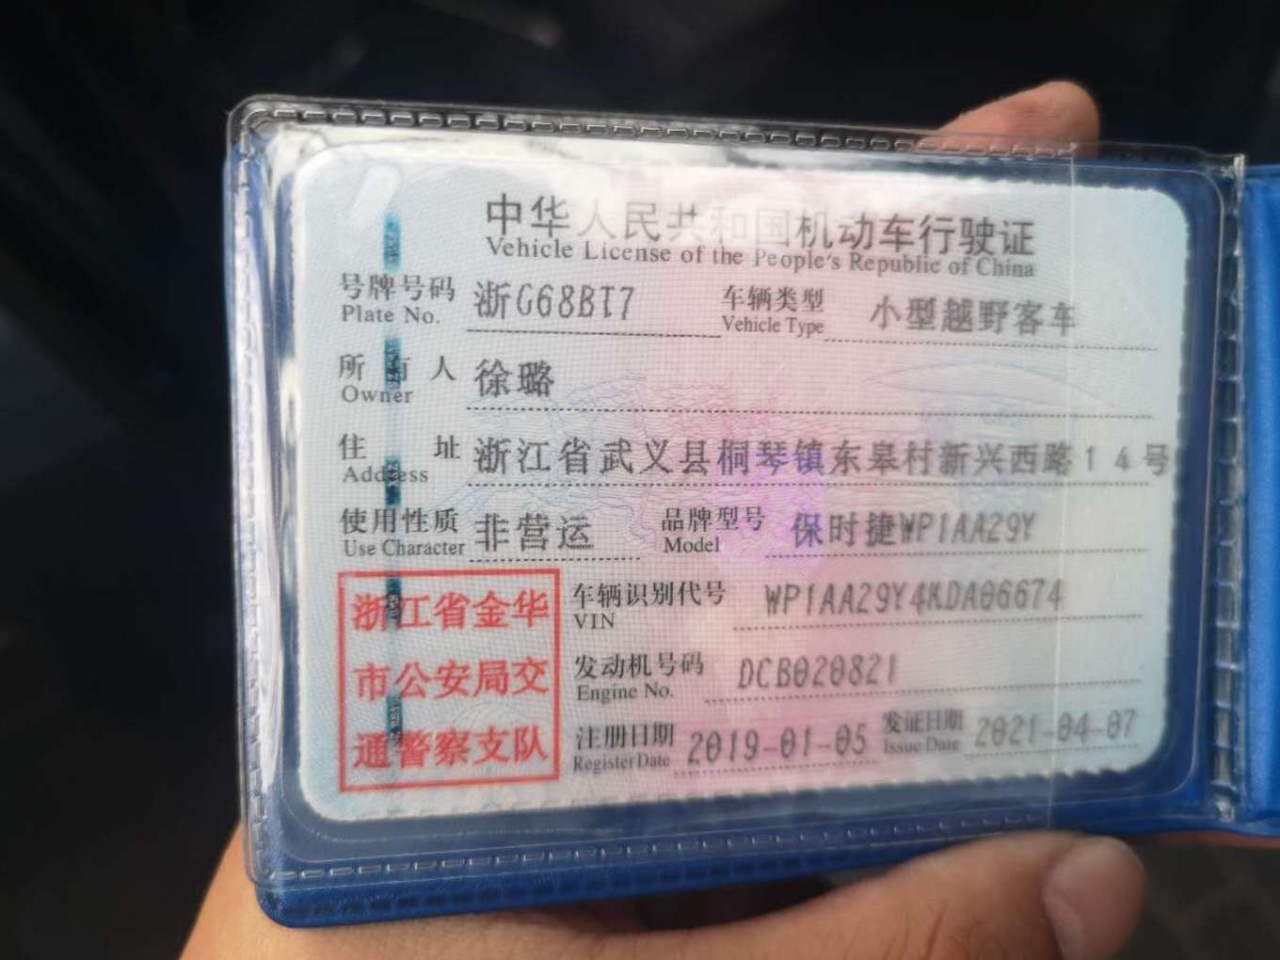 中华人民共和国机动车行驶证
Vehicle License of the People's Republic of China
号牌号码 浙G68BT7 车辆类型 小型越野客车
Plate No. Vehicle Type
所有人 徐璐
Owner
住址 浙江省武义县桐琴镇东皋村新兴西路14号
Address
使用性质 非营运 品牌型号 保时捷WP1AA29Y
Use Character Model
浙江省金华
市公安局交
通警察支队
车辆识别代号 WP1AA29Y4KDA06674
VIN
发动机号码 DCB020821
Engine No.
注册日期 2019-01-05 发证日期 2021-04-07
Register Date Issue Date